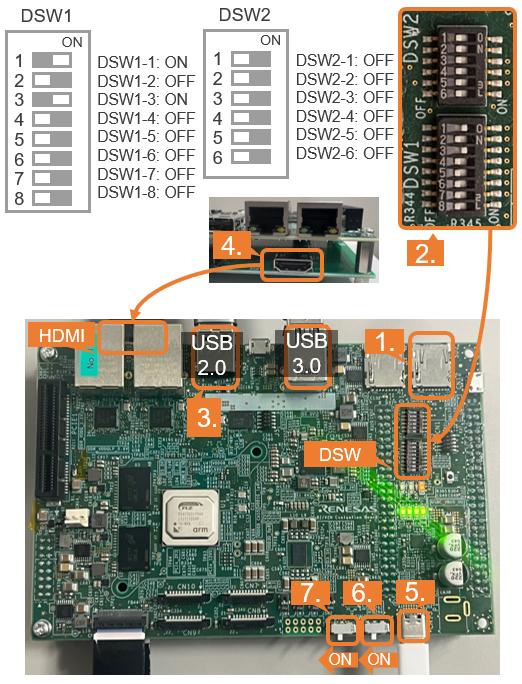 DSW1
DSW2
ON
1
2
3
4
5
6
7
8
DSW1-1: ON
DSW1-2: OFF
DSW1-3: ON
DSW1-4: OFF
DSW1-5: OFF
DSW1-6: OFF
DSW1-7: OFF
DSW1-8: OFF
ON
1
2
3
4
5
6
DSW2-1: OFF
DSW2-2: OFF
DSW2-3: OFF
DSW2-4: OFF
DSW2-5: OFF
DSW2-6: OFF
DSW2
OFF
DSW1
R344
OFF
R345
ON
2.
4.
HDMI
USB
2.0
USB
3.0
1.
3.
DSW
RENESAS
arm
CN10
7.
6.
5.
ON
ON